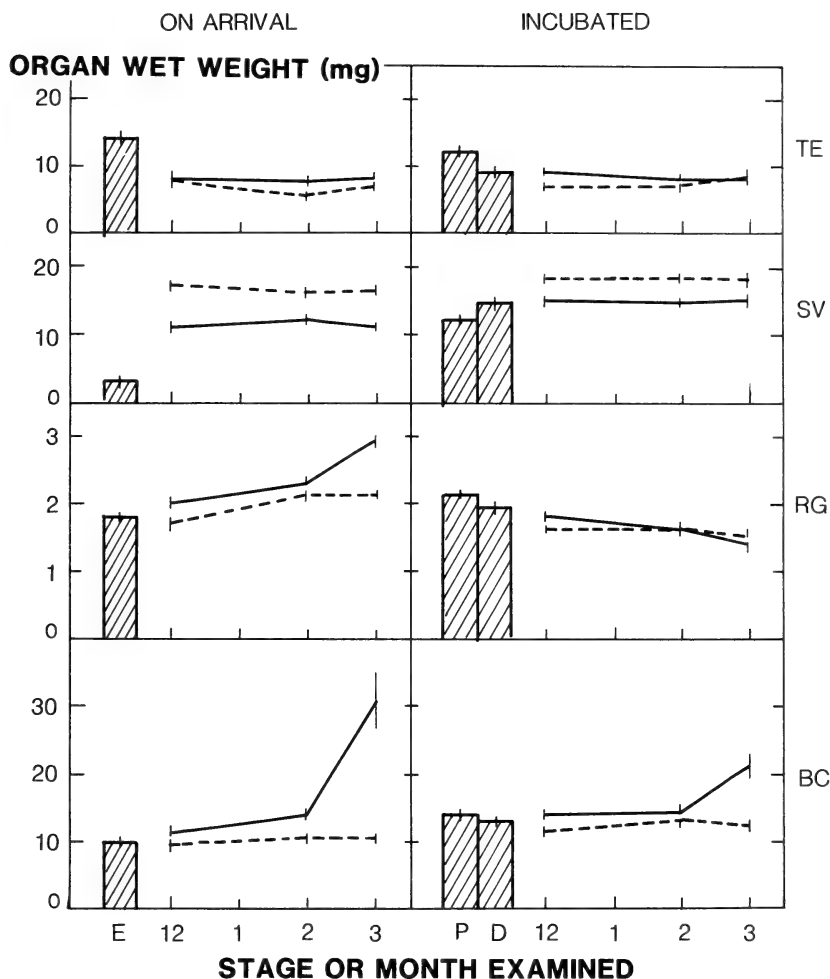 ON ARRIVAL INCUBATED
ORGAN WET WEIGHT (mg)
20
10
0
TE
20
10
0
SV
3
2
1
0
RG
30
20
10
0
BC
E 12 1 2 3 P D 12 1 2 3
STAGE OR MONTH EXAMINED